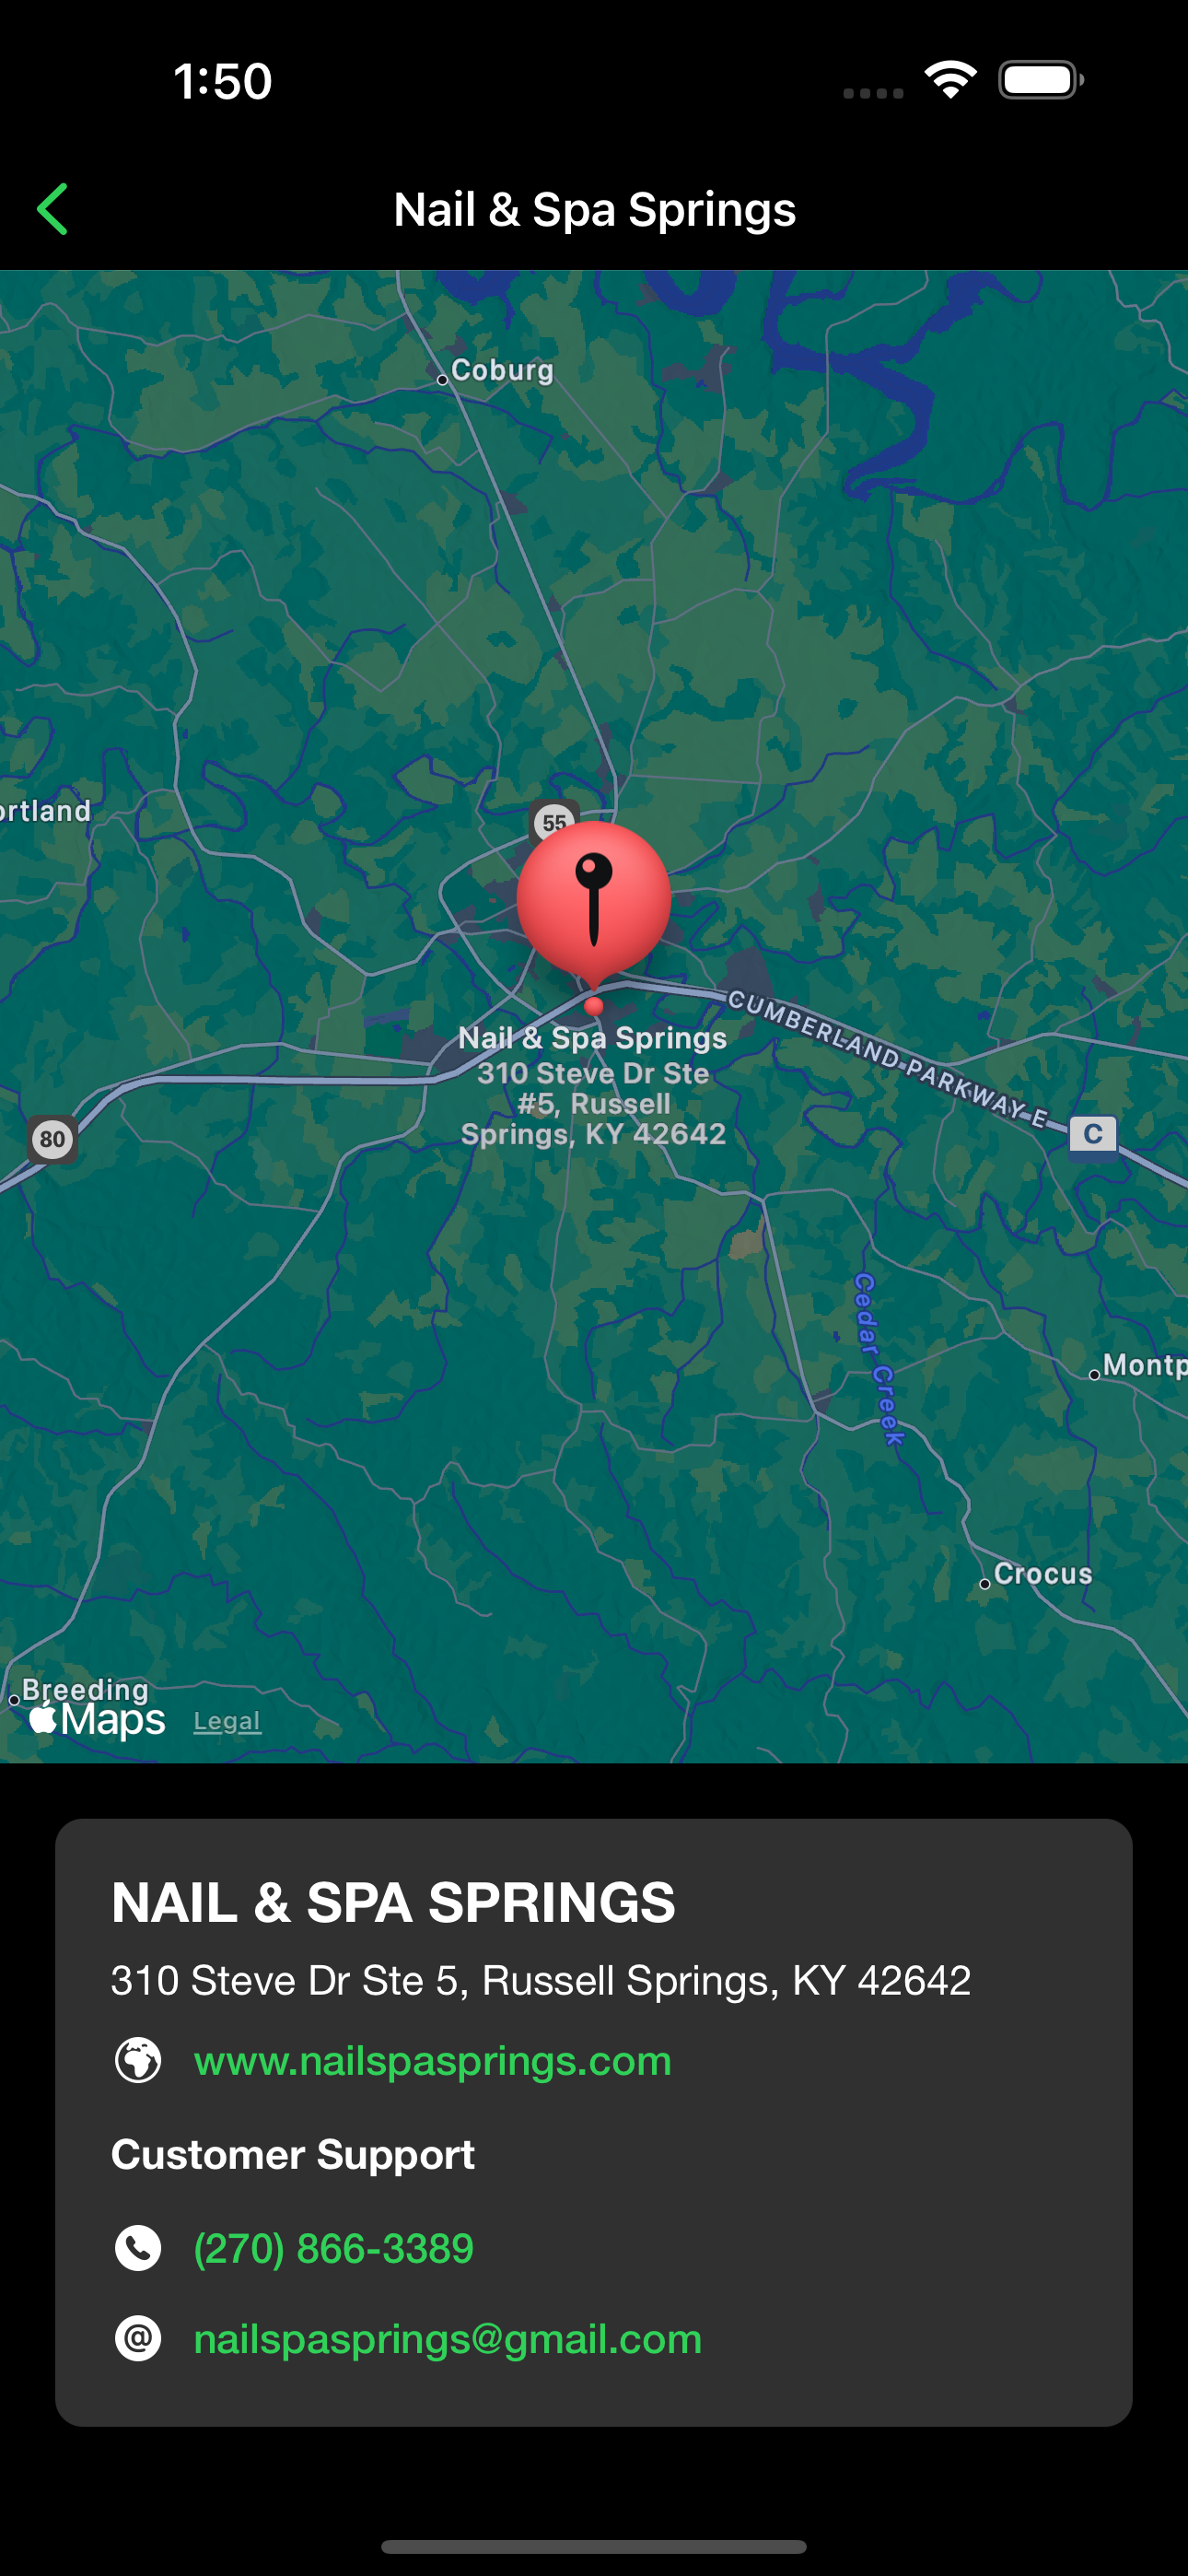 1:50
Nail & Spa Springs
Coburg
ortland
55
CUMBERLAND PARKWAY E
Nail & Spa Springs
310 Steve Dr Ste
#5, Russell
Springs, KY 42642
80
C
Cedar Creek
Montp
Crocus
Breeding
Maps Legal
NAIL & SPA SPRINGS
310 Steve Dr Ste 5, Russell Springs, KY 42642
www.nailspasprings.com
Customer Support
(270) 866-3389
@ nailspasprings@gmail.com